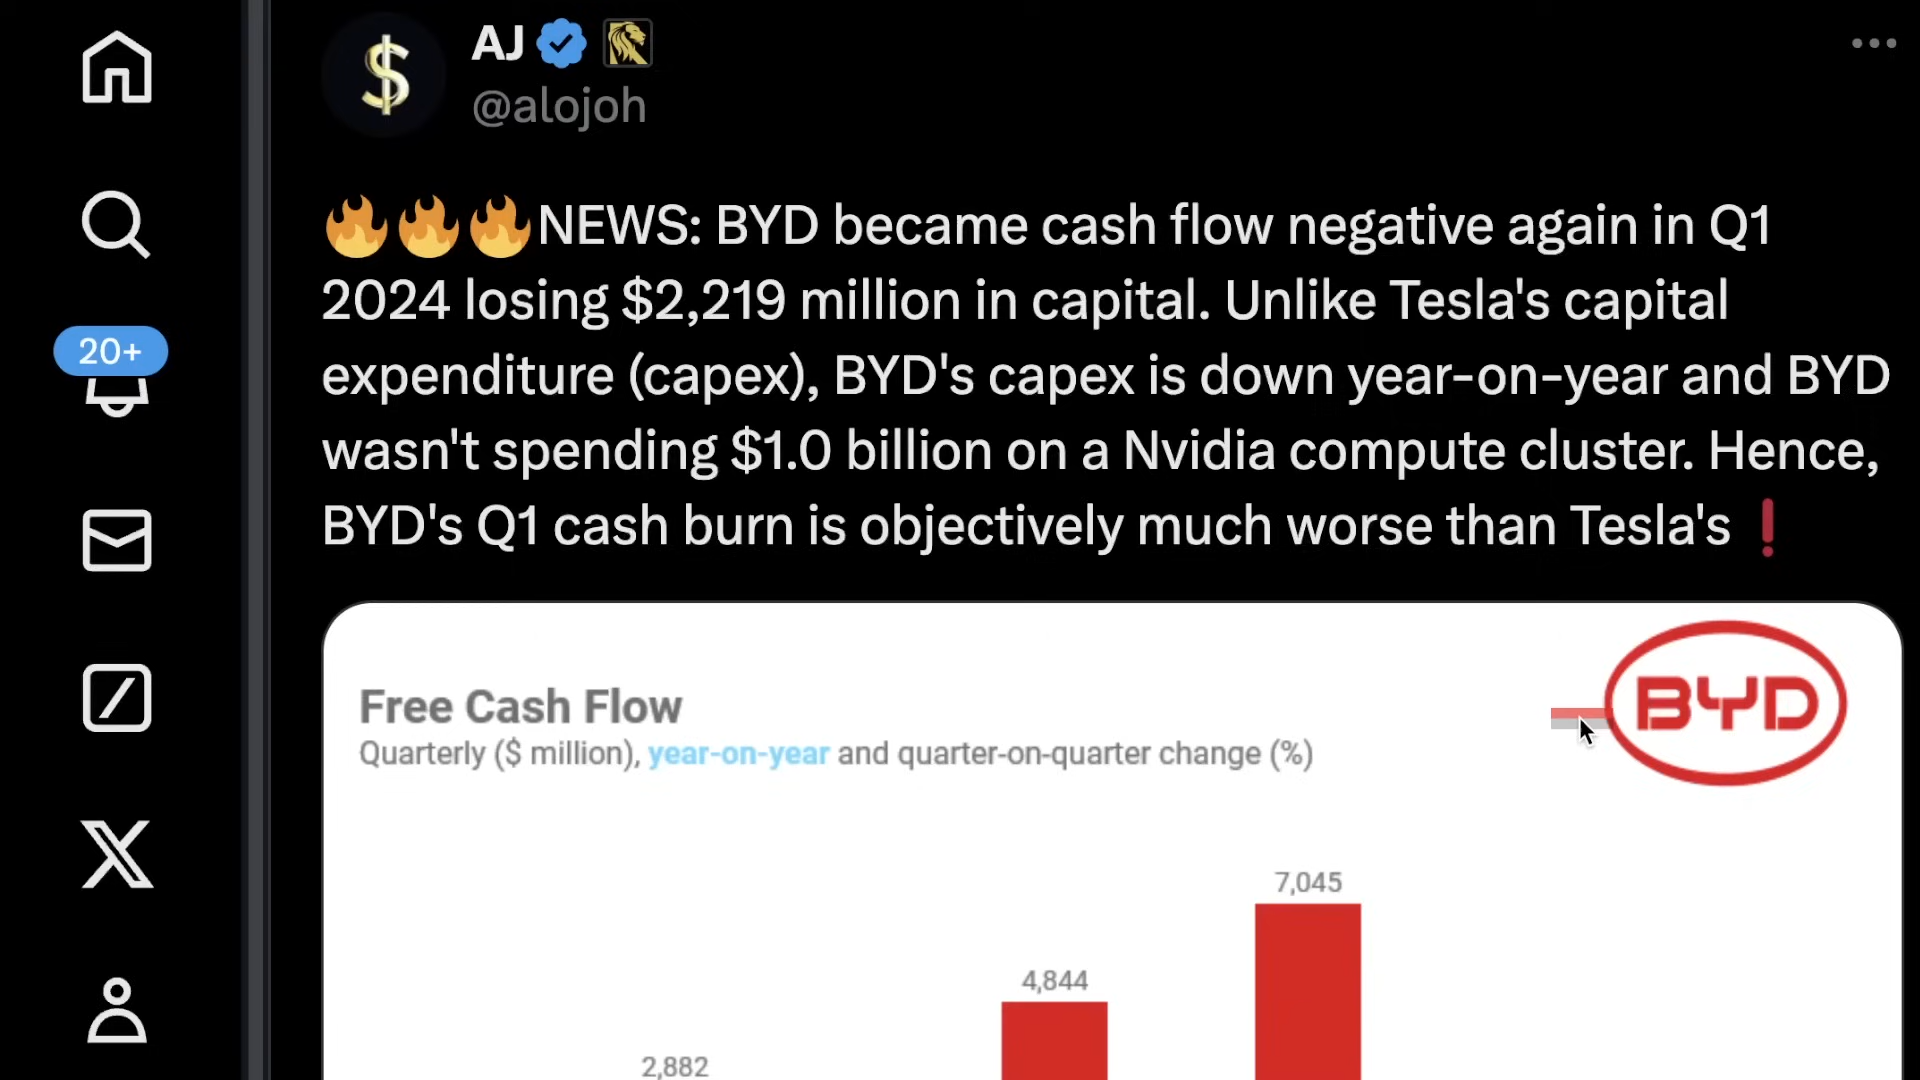 AJ
@alojoh
🔥🔥🔥NEWS: BYD became cash flow negative again in Q1
2024 losing $2,219 million in capital. Unlike Tesla's capital
expenditure (capex), BYD's capex is down year-on-year and BYD
wasn't spending $1.0 billion on a Nvidia compute cluster. Hence,
BYD's Q1 cash burn is objectively much worse than Tesla's ❗
20+
Free Cash Flow
BYD
Quarterly ($ million), year-on-year and quarter-on-quarter change (%)
7,045
4,844
2,882